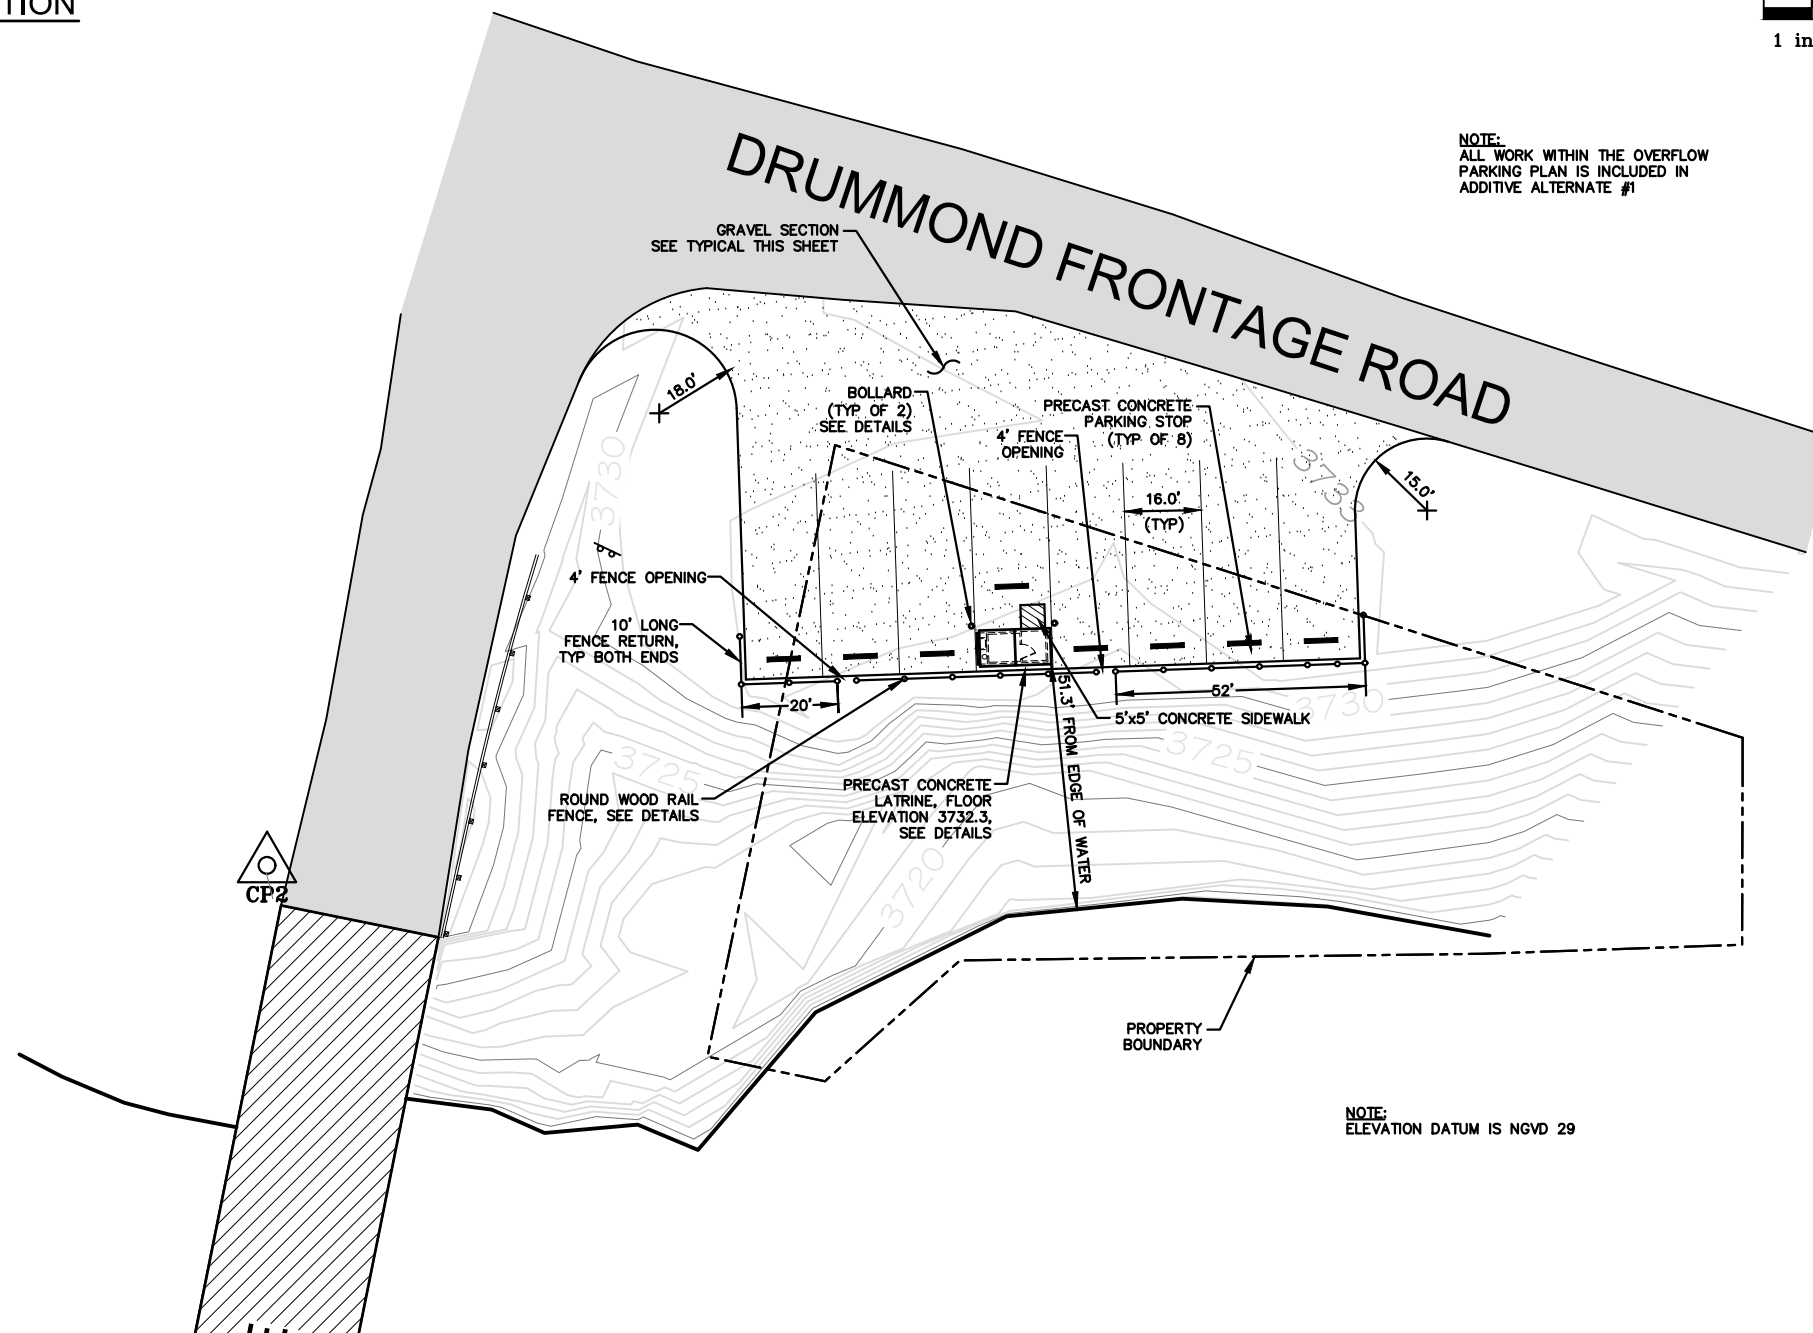 TION
1 in
NOTE:
ALL WORK WITHIN THE OVERFLOW
PARKING PLAN IS INCLUDED IN
ADDITIVE ALTERNATE #1
DRUMMOND FRONTAGE ROAD
GRAVEL SECTION
SEE TYPICAL THIS SHEET
18.0'
BOLLARD
(TYP OF 2)
SEE DETAILS
4' FENCE
OPENING
PRECAST CONCRETE
PARKING STOP
(TYP OF 8)
16.0'
(TYP)
3733
15.0'
3730
4' FENCE OPENING
10' LONG
FENCE RETURN,
TYP BOTH ENDS
20'
52'
3730
5'x5' CONCRETE SIDEWALK
51.3' FROM EDGE OF WATER
3725
3725
ROUND WOOD RAIL
FENCE, SEE DETAILS
PRECAST CONCRETE
LATRINE, FLOOR
ELEVATION 3732.3,
SEE DETAILS
3720
CP2
PROPERTY
BOUNDARY
NOTE:
ELEVATION DATUM IS NGVD 29